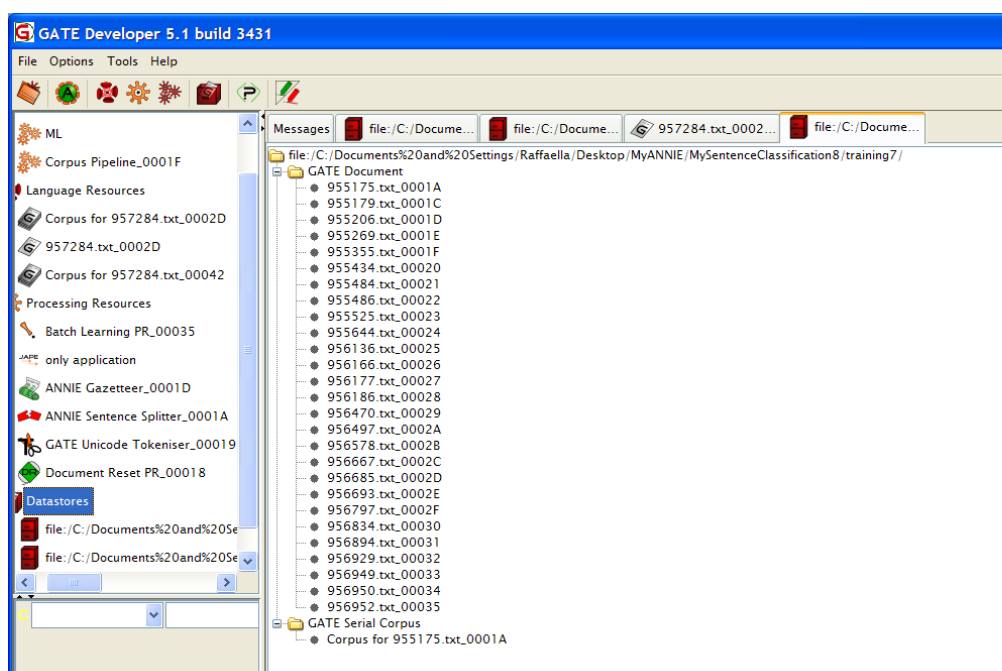 GATE Developer 5.1 build 3431
File Options Tools Help
ML
Corpus Pipeline_0001F
Language Resources
Corpus for 957284.txt_0002D
957284.txt_0002D
Corpus for 957284.txt_00042
Processing Resources
Batch Learning PR_00035
JAPE only application
ANNIE Gazetteer_0001D
ANNIE Sentence Splitter_0001A
GATE Unicode Tokeniser_00019
Document Reset PR_00018
Datastores
file:/C:/Documents%20and%20Se
file:/C:/Documents%20and%20Se
Messages file:/C:/Docume... file:/C:/Docume... 957284.txt_0002... file:/C:/Docume...
file:/C:/Documents%20and%20Settings/Raffaella/Desktop/MyANNIE/MySentenceClassification8/training7/
GATE Document
955175.txt_0001A
955179.txt_0001C
955206.txt_0001D
955269.txt_0001E
955355.txt_0001F
955434.txt_00020
955484.txt_00021
955486.txt_00022
955525.txt_00023
955644.txt_00024
956136.txt_00025
956166.txt_00026
956177.txt_00027
956186.txt_00028
956470.txt_00029
956497.txt_0002A
956578.txt_0002B
956667.txt_0002C
956685.txt_0002D
956693.txt_0002E
956797.txt_0002F
956834.txt_00030
956894.txt_00031
956929.txt_00032
956949.txt_00033
956950.txt_00034
956952.txt_00035
GATE Serial Corpus
Corpus for 955175.txt_0001A